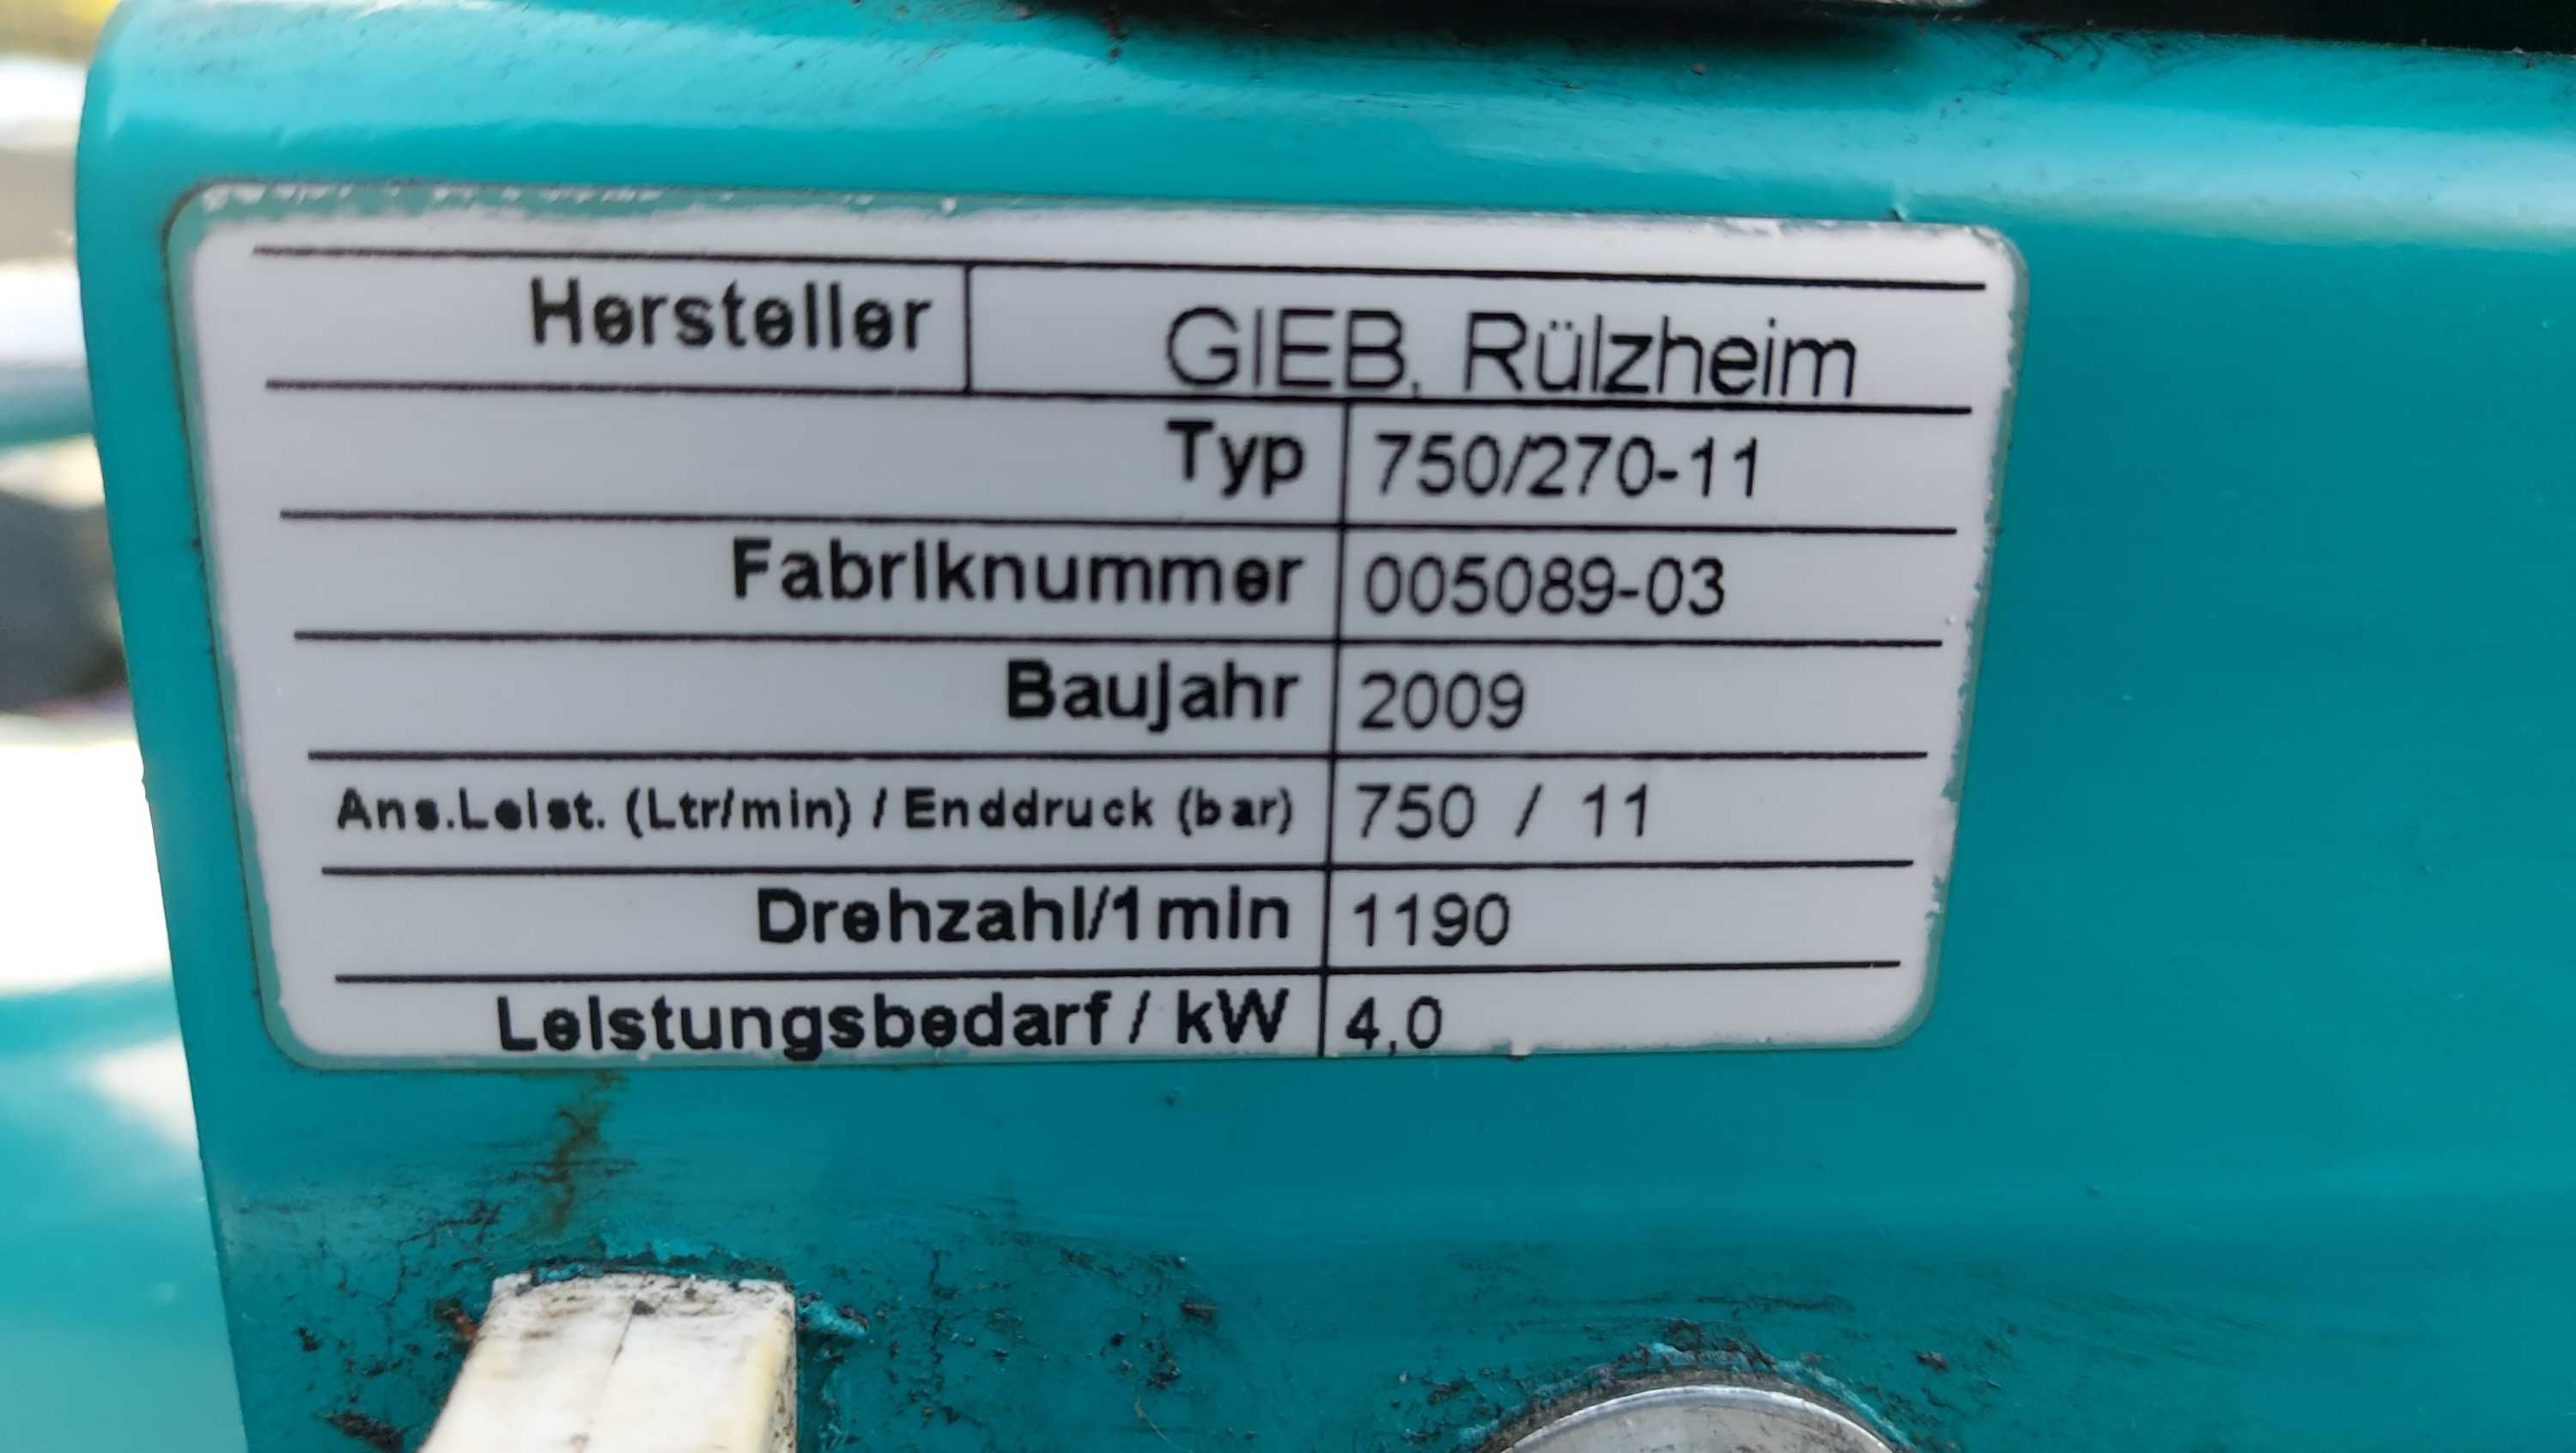 Hersteller GIEB, Rülzheim
Typ 750/270-11
Fabriknummer 005089-03
Baujahr 2009
Ans.Leist. (Ltr/min) / Enddruck (bar) 750 / 11
Drehzahl/1min 1190
Leistungsbedarf / kW 4,0